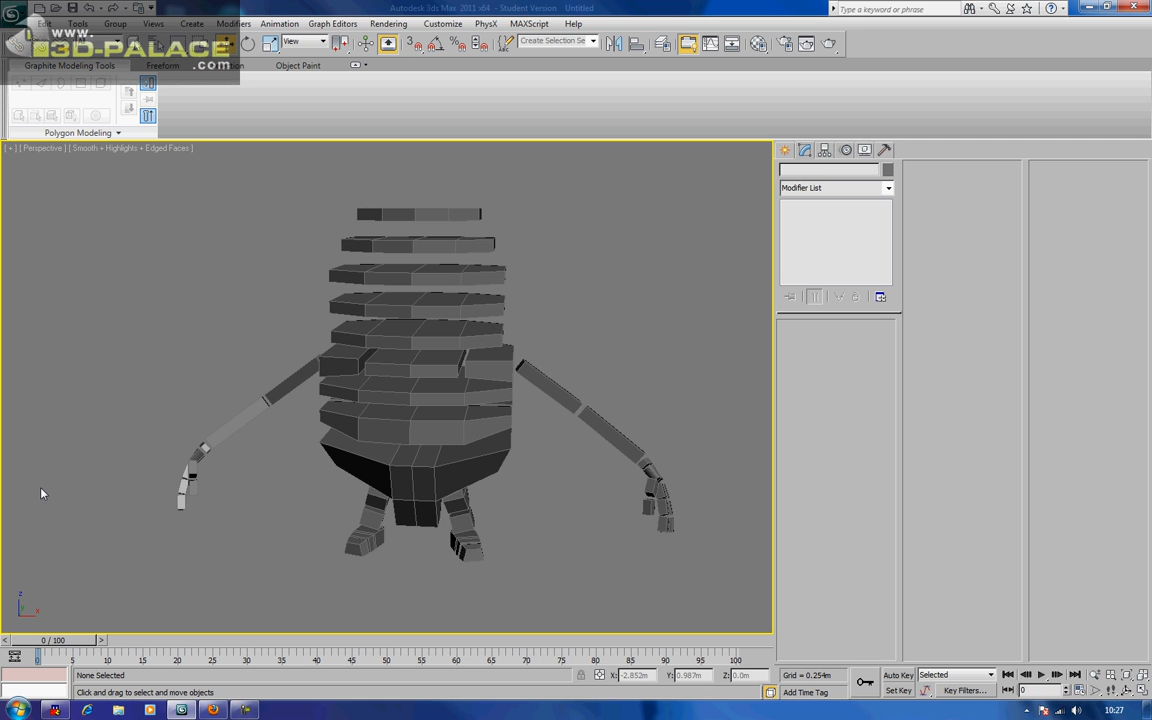 Autodesk 3ds Max 2011 x64 - Student Version   Untitled
Type a keyword or phrase
Edit Tools Group Views Create Modifiers Animation Graph Editors Rendering Customize PhysX MAXScript Help
www.
3D-PALACE
.com
View
Create Selection Se
Graphite Modeling Tools Freeform Object Paint
Polygon Modeling
[ + ] [ Perspective ] [ Smooth + Highlights + Edged Faces ]
Modifier List
z
y
x
0 / 100
0 5 10 15 20 25 30 35 40 45 50 55 60 65 70 75 80 85 90 95 100
None Selected X: -2.852m Y: 0.987m Z: 0.0m Grid = 0.254m Auto Key Selected
Click and drag to select and move objects Add Time Tag Set Key Key Filters... 0
10:27